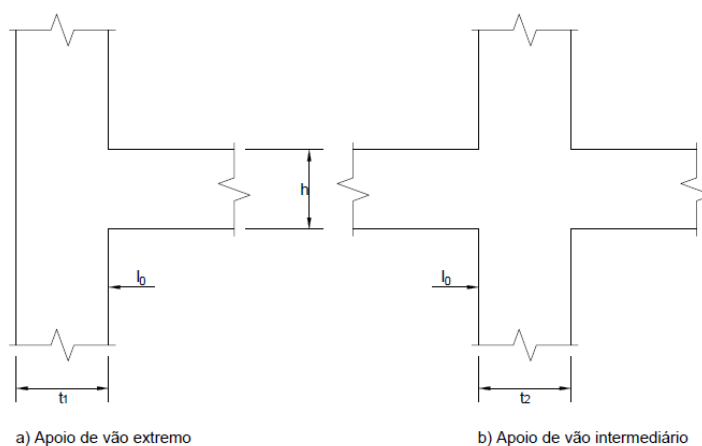 h
l0
l0
t1
t2
a) Apoio de vão extremo
b) Apoio de vão intermediário